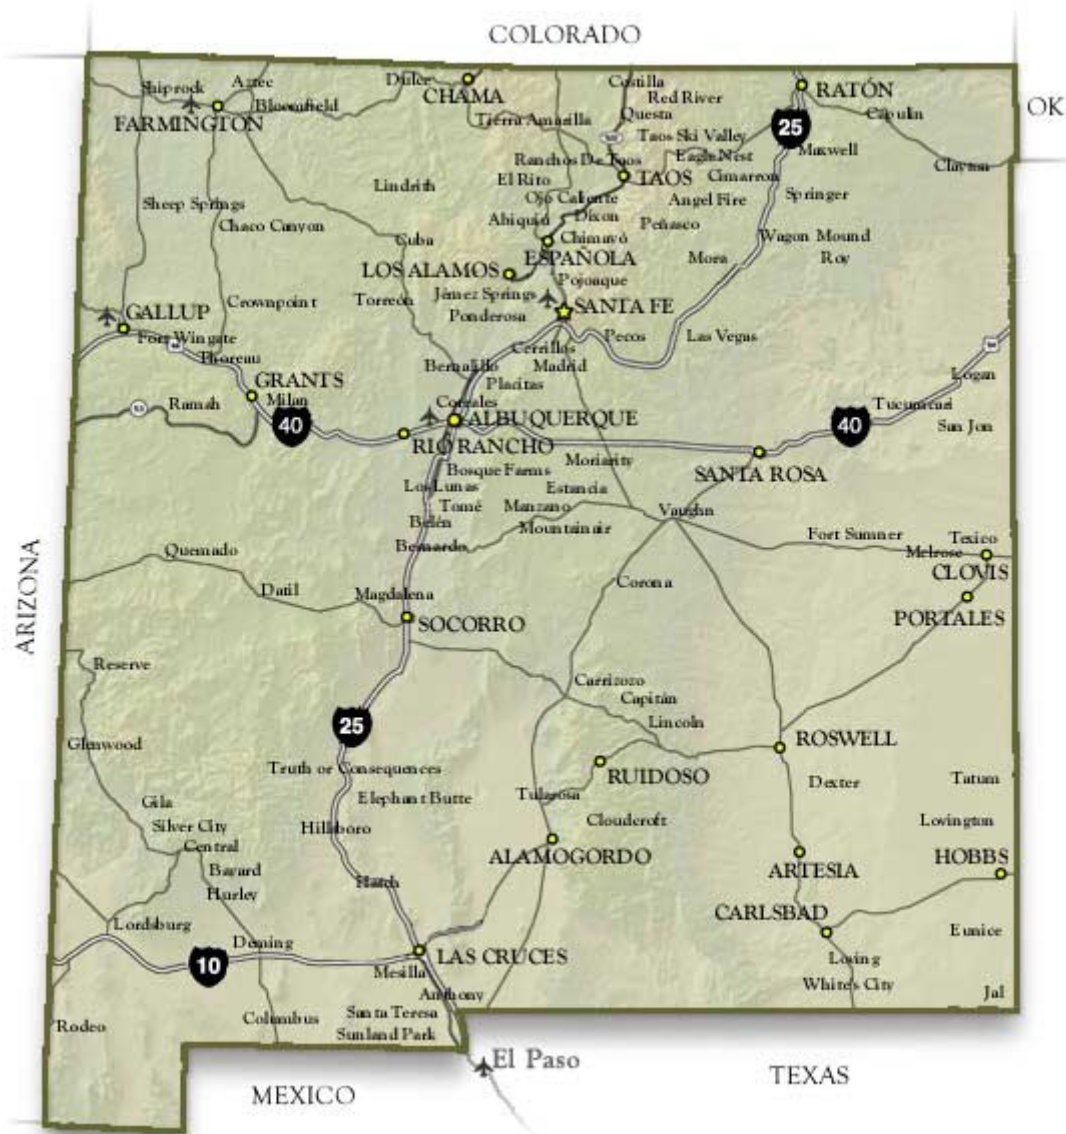 COLORADO
OK
ARIZONA
MEXICO
TEXAS
El Paso
Shiprock
Aztec
Bloomfield
FARMINGTON
Dulce
CHAMA
Tierra Amarilla
Costilla
Red River
Questa
Taos Ski Valley
Eagle Nest
RATÓN
25
Capulin
Maxwell
Clayton
Ranchos De Taos
TAOS
Cimarron
Lindrith
El Rito
Ojo Caliente
Angel Fire
Springer
Sheep Springs
Chaco Canyon
Abiquiú
Dixon
Peñasco
Cuba
Chimayó
ESPAÑOLA
Wagon Mound
Mora
Roy
LOS ALAMOS
Pojoaque
Jémez Springs
Torreón
Crownpoint
SANTA FE
GALLUP
Ponderosa
Fort Wingate
Thoreau
Pecos
Las Vegas
Cerrillos
Madrid
Bernalillo
Placitas
GRANTS
Milan
Ramah
Corrales
ALBUQUERQUE
Logan
Tucumcari
San Jon
40
40
RIO RANCHO
Moriarity
SANTA ROSA
Bosque Farms
Los Lunas
Estancia
Tomé
Manzano
Belén
Mountainair
Vaughn
Bernardo
Fort Sumner
Texico
Melrose
CLOVIS
Quemado
Datil
Magdalena
Corona
PORTALES
SOCORRO
Reserve
Carrizozo
Capitán
Lincoln
25
Glenwood
ROSWELL
Truth or Consequences
RUIDOSO
Dexter
Tatum
Elephant Butte
Tularosa
Gila
Silver City
Hillsboro
Cloudcroft
Lovington
Central
ALAMOGORDO
HOBBS
Bayard
Hurley
Hatch
ARTESIA
Lordsburg
CARLSBAD
Eunice
10
Deming
LAS CRUCES
Mesilla
Loving
White's City
Anthony
Jal
Rodeo
Columbus
Santa Teresa
Sunland Park